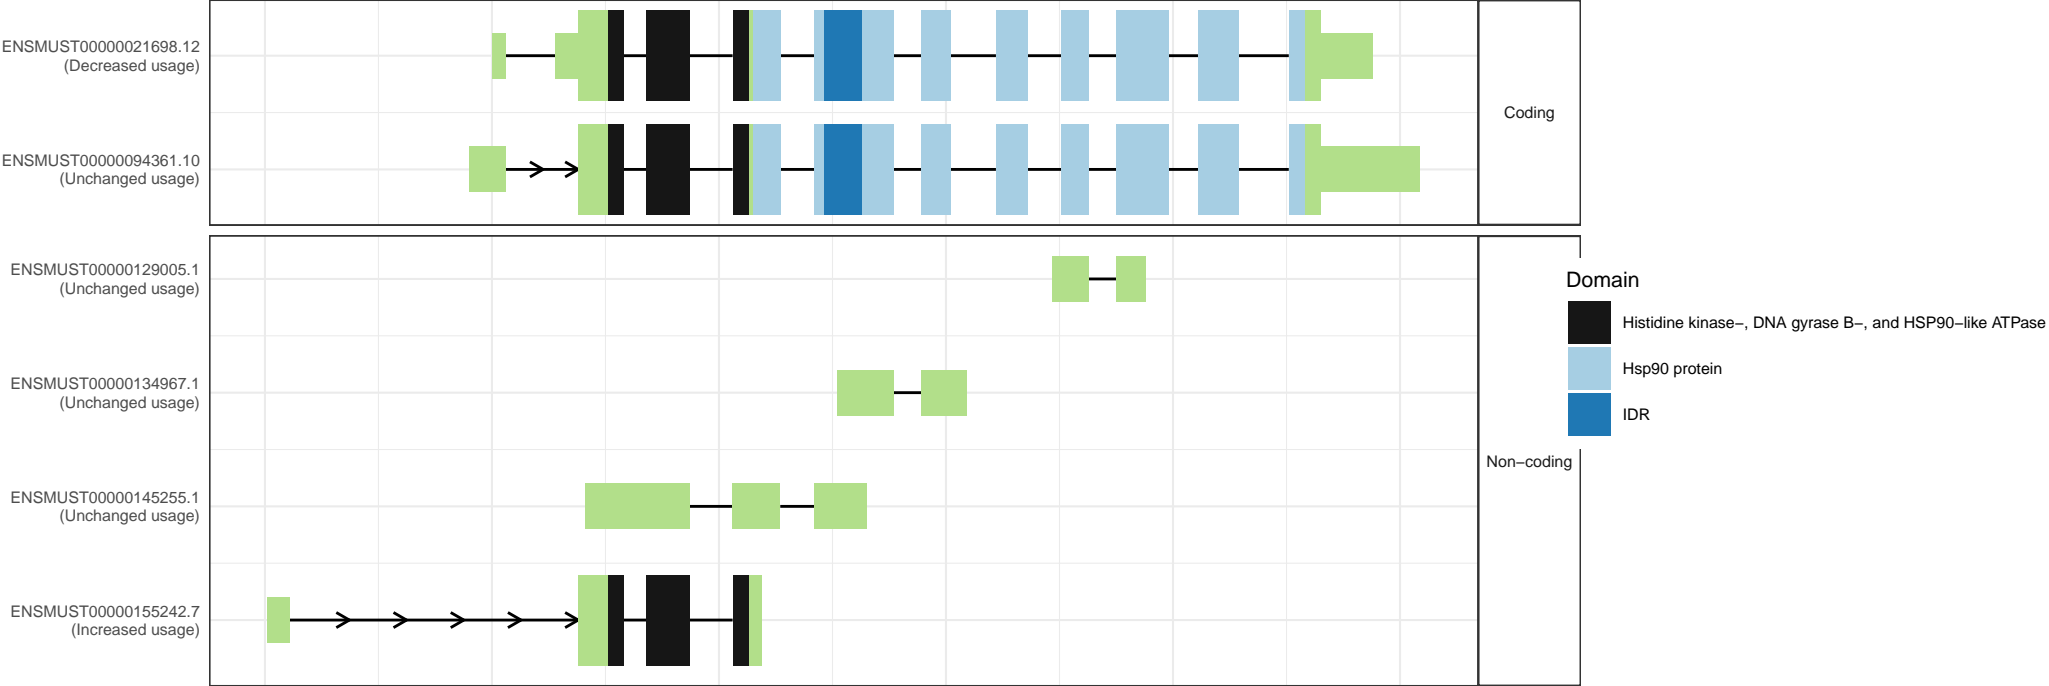 ENSMUST00000021698.12
(Decreased usage)
ENSMUST00000094361.10
(Unchanged usage)
Coding
ENSMUST00000129005.1
(Unchanged usage)
ENSMUST00000134967.1
(Unchanged usage)
ENSMUST00000145255.1
(Unchanged usage)
ENSMUST00000155242.7
(Increased usage)
Non−coding
Domain
Histidine kinase−, DNA gyrase B−, and HSP90−like ATPase
Hsp90 protein
IDR